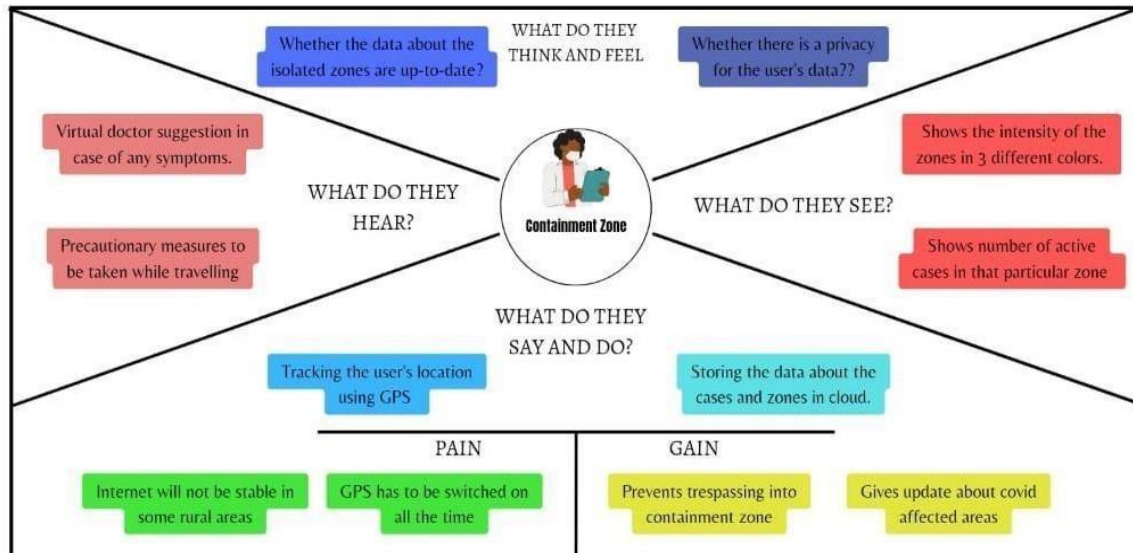 WHAT DO THEY
THINK AND FEEL
Whether the data about the
isolated zones are up-to-date?
Whether there is a privacy
for the user's data??
Virtual doctor suggestion in
case of any symptoms.
Precautionary measures to
be taken while travelling
WHAT DO THEY
HEAR?
Containment Zone
WHAT DO THEY SEE?
Shows the intensity of the
zones in 3 different colors.
Shows number of active
cases in that particular zone
WHAT DO THEY
SAY AND DO?
Tracking the user's location
using GPS
Storing the data about the
cases and zones in cloud.
PAIN
Internet will not be stable in
some rural areas
GPS has to be switched on
all the time
GAIN
Prevents trespassing into
containment zone
Gives update about covid
affected areas